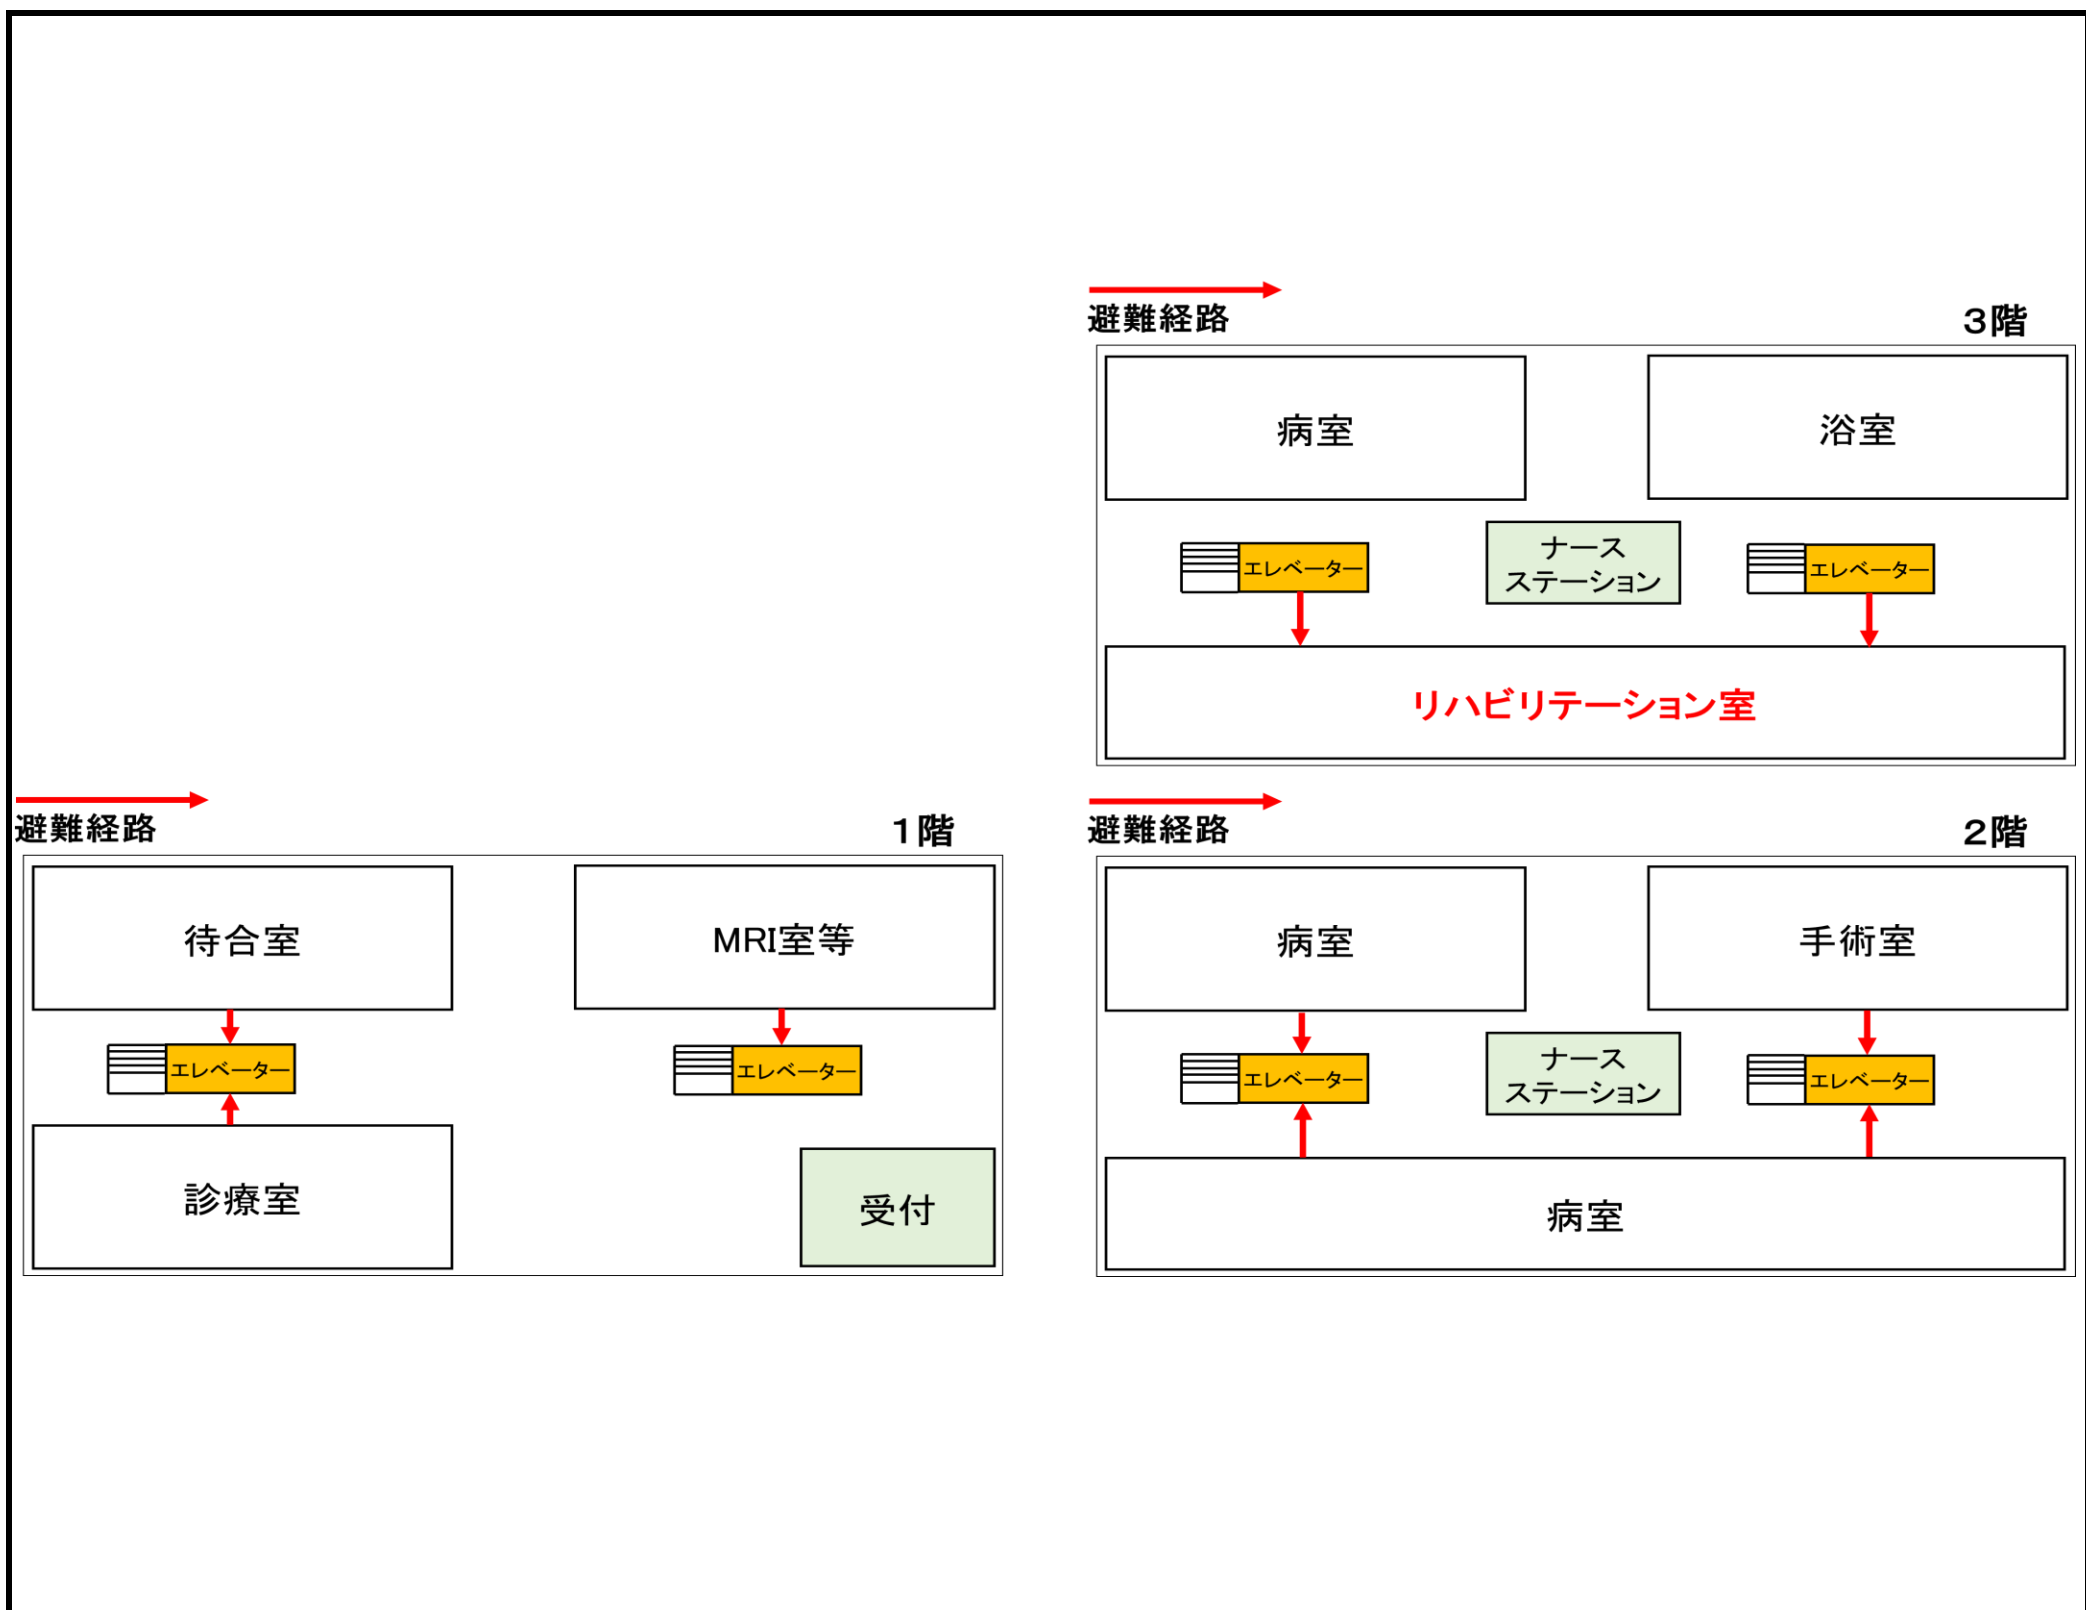 避難経路
3階
病室
浴室
エレベーター
ナース
ステーション
エレベーター
リハビリテーション室
避難経路
1階
待合室
MRI室等
エレベーター
エレベーター
診療室
受付
避難経路
2階
病室
手術室
エレベーター
ナース
ステーション
エレベーター
病室